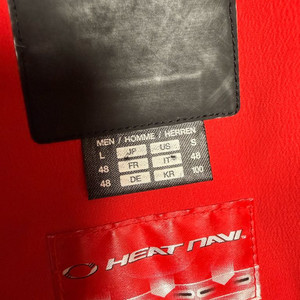 MEN / HOMME / HERREN
L JP US S
48 FR IT 48
48 DE KR 100
HEAT NAVI